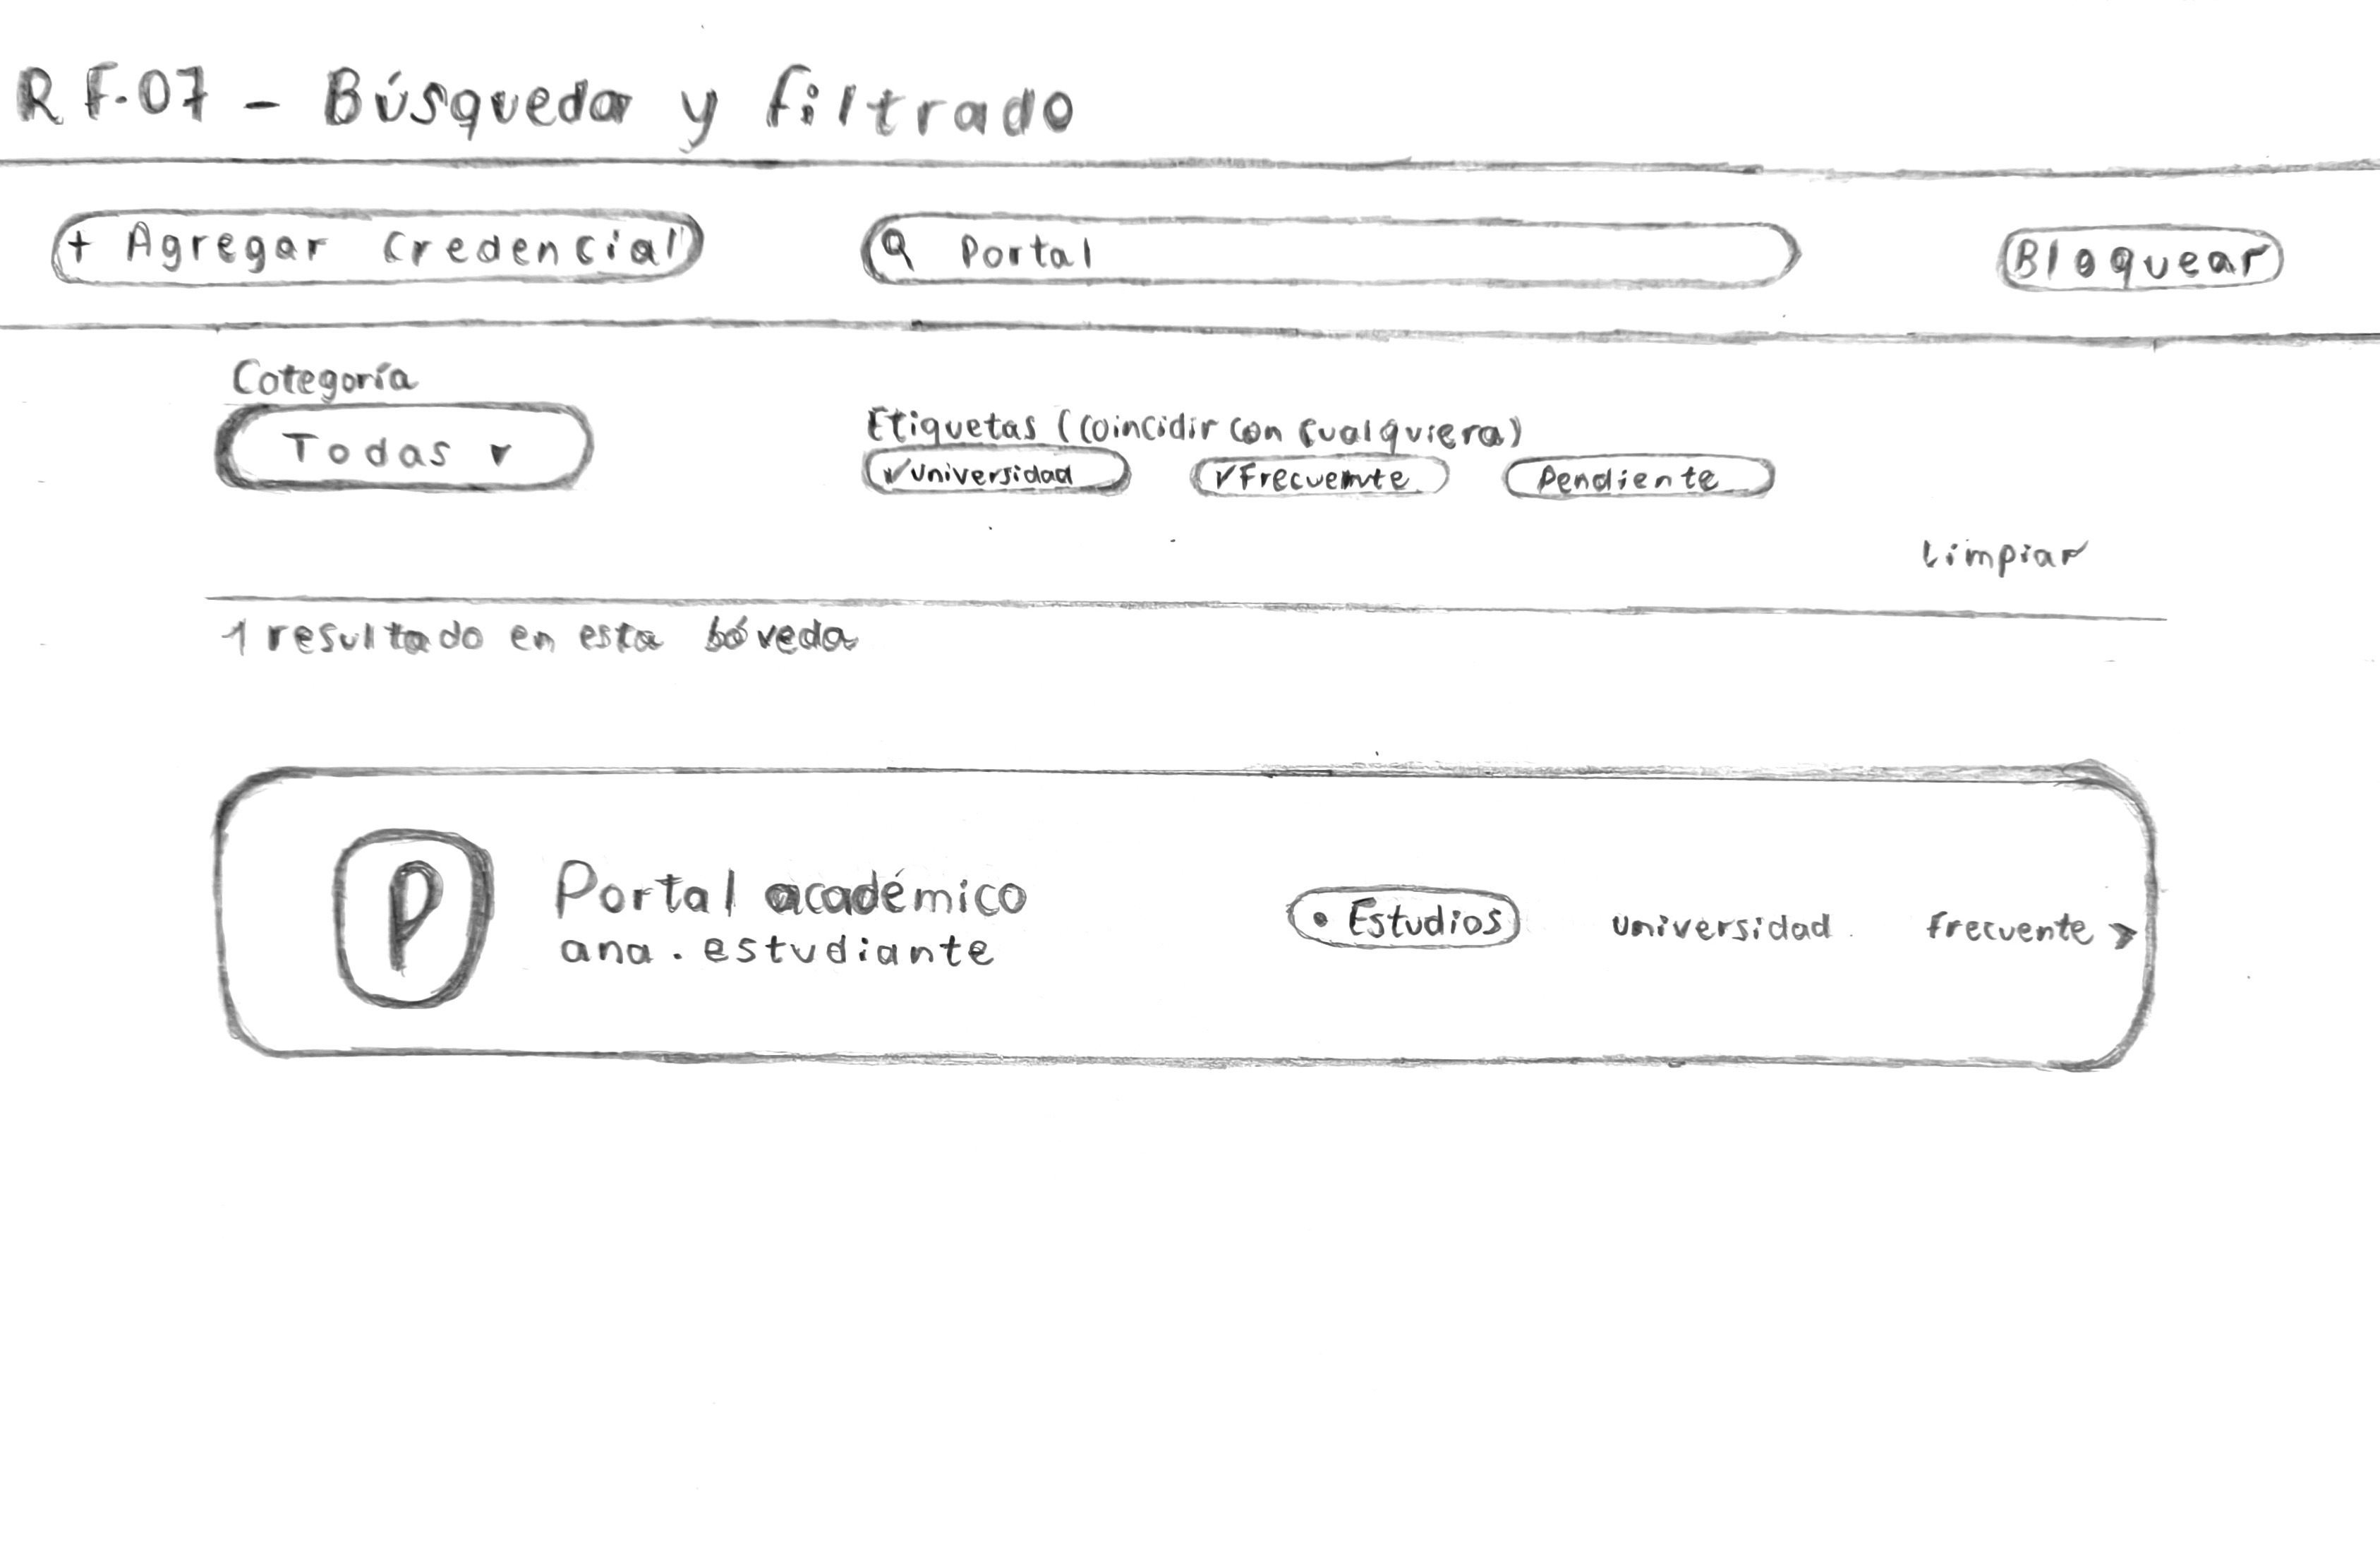 RF.07 - Búsqueda y filtrado
+ Agregar Credencial
Portal
Bloquear
Categoría
Todas
Etiquetas (Coincidir con cualquiera)
✓Universidad ✓Frecuente Pendiente
Limpiar
1 resultado en esta bóveda
P
Portal académico
ana.estudiante
• Estudios universidad frecuente >